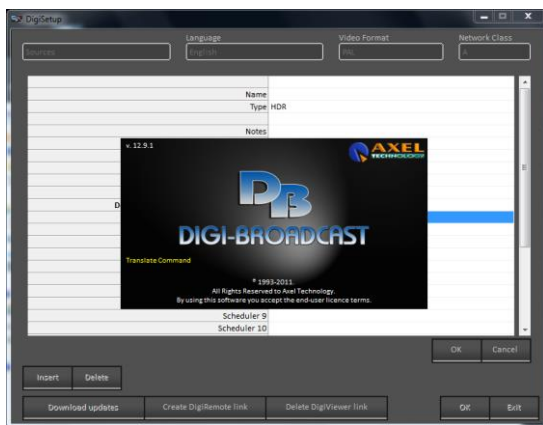 DigiSetup
Language
Video Format
Network Class
Sources
English
PAL
A
Name
Type HDR
Notes
v. 12.9.1
AXEL
TECHNOLOGY
D
DB
DIGI-BROADCAST
Translate Command
© 1993-2011.
All Rights Reserved to Axel Technology.
By using this software you accept the end-user licence terms.
Scheduler 9
Scheduler 10
OK Cancel
Insert Delete
Download updates Create DigiRemote link Delete DigiViewer link OK Exit